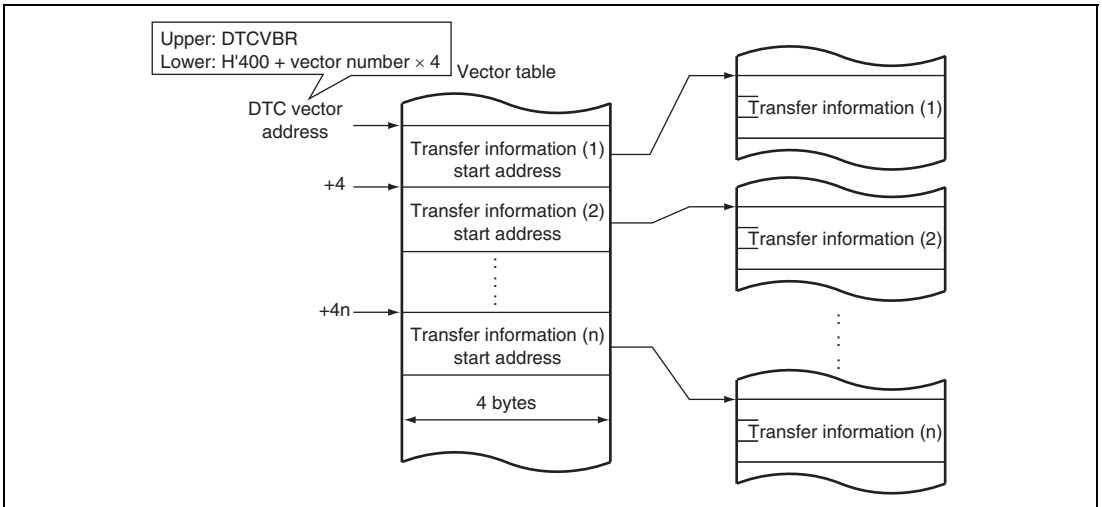 Upper: DTCVBR
Lower: H'400 + vector number × 4
Vector table
DTC vector
address
Transfer information (1)
start address
+4
Transfer information (2)
start address
+4n
Transfer information (n)
start address
4 bytes
Transfer information (1)
Transfer information (2)
Transfer information (n)